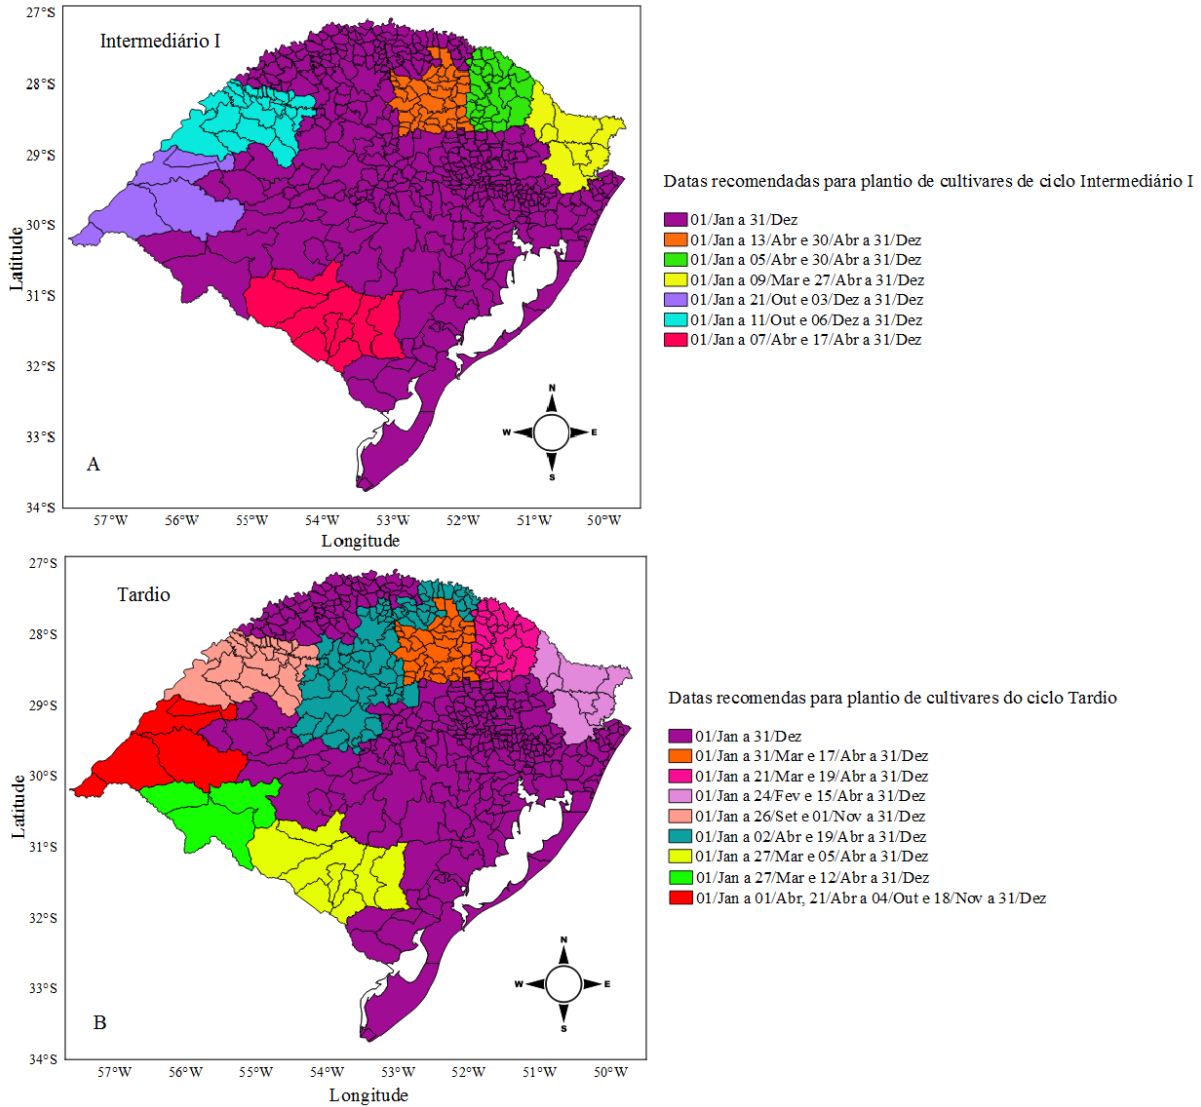 27°S
Intermediário I
28°S
29°S
30°S
31°S
32°S
33°S
34°S
Latitude
A
N
W
E
S
57°W 56°W 55°W 54°W 53°W 52°W 51°W 50°W
Longitude
Datas recomendadas para plantio de cultivares de ciclo Intermediário I
01/Jan a 31/Dez
01/Jan a 13/Abr e 30/Abr a 31/Dez
01/Jan a 05/Abr e 30/Abr a 31/Dez
01/Jan a 09/Mar e 27/Abr a 31/Dez
01/Jan a 21/Out e 03/Dez a 31/Dez
01/Jan a 11/Out e 06/Dez a 31/Dez
01/Jan a 07/Abr e 17/Abr a 31/Dez
27°S
Tardio
28°S
29°S
30°S
31°S
32°S
33°S
34°S
Latitude
B
N
W
E
S
57°W 56°W 55°W 54°W 53°W 52°W 51°W 50°W
Longitude
Datas recomendas para plantio de cultivares do ciclo Tardio
01/Jan a 31/Dez
01/Jan a 31/Mar e 17/Abr a 31/Dez
01/Jan a 21/Mar e 19/Abr a 31/Dez
01/Jan a 24/Fev e 15/Abr a 31/Dez
01/Jan a 26/Set e 01/Nov a 31/Dez
01/Jan a 02/Abr e 19/Abr a 31/Dez
01/Jan a 27/Mar e 05/Abr a 31/Dez
01/Jan a 27/Mar e 12/Abr a 31/Dez
01/Jan a 01/Abr, 21/Abr a 04/Out e 18/Nov a 31/Dez